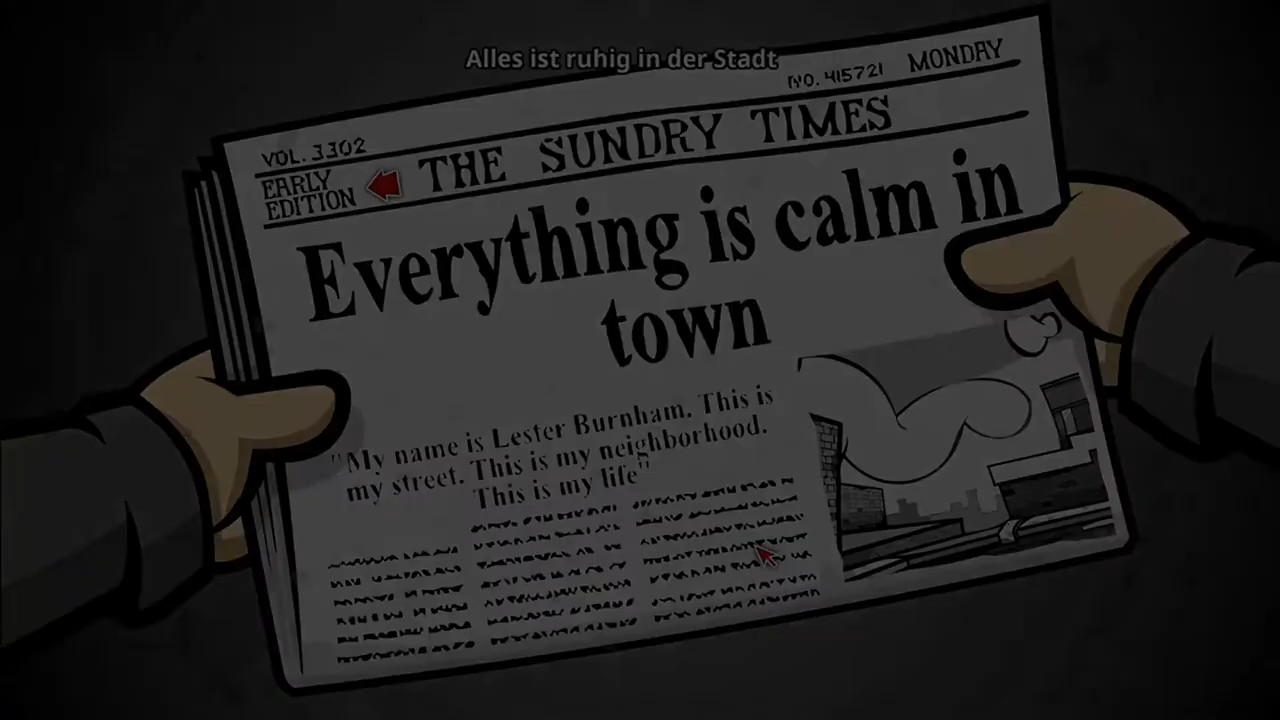 Alles ist ruhig in der Stadt
NO. 415721 MONDAY
VOL. 3302
THE SUNDRY TIMES
EARLY
EDITION
Everything is calm in
town
"My name is Lester Burnham. This is
my street. This is my neighborhood.
This is my life"